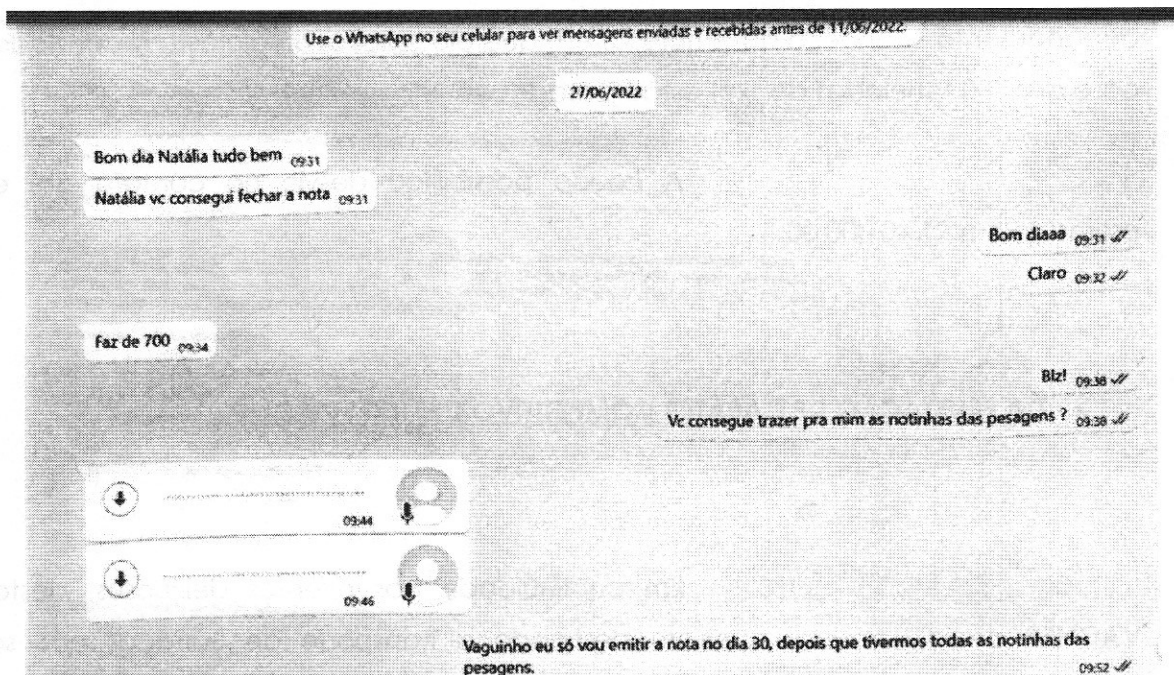 Use o WhatsApp no seu celular para ver mensagens enviadas e recebidas antes de 11/06/2022.
27/06/2022
Bom dia Natália tudo bem 09:31
Natália vc consegui fechar a nota 09:31
Bom diaaa 09:31
Claro 09:32
Faz de 700 09:34
Blz! 09:38
Vc consegue trazer pra mim as notinhas das pesagens ? 09:38
09:44
09:46
Vaguinho eu só vou emitir a nota no dia 30, depois que tivermos todas as notinhas das
pesagens. 09:52